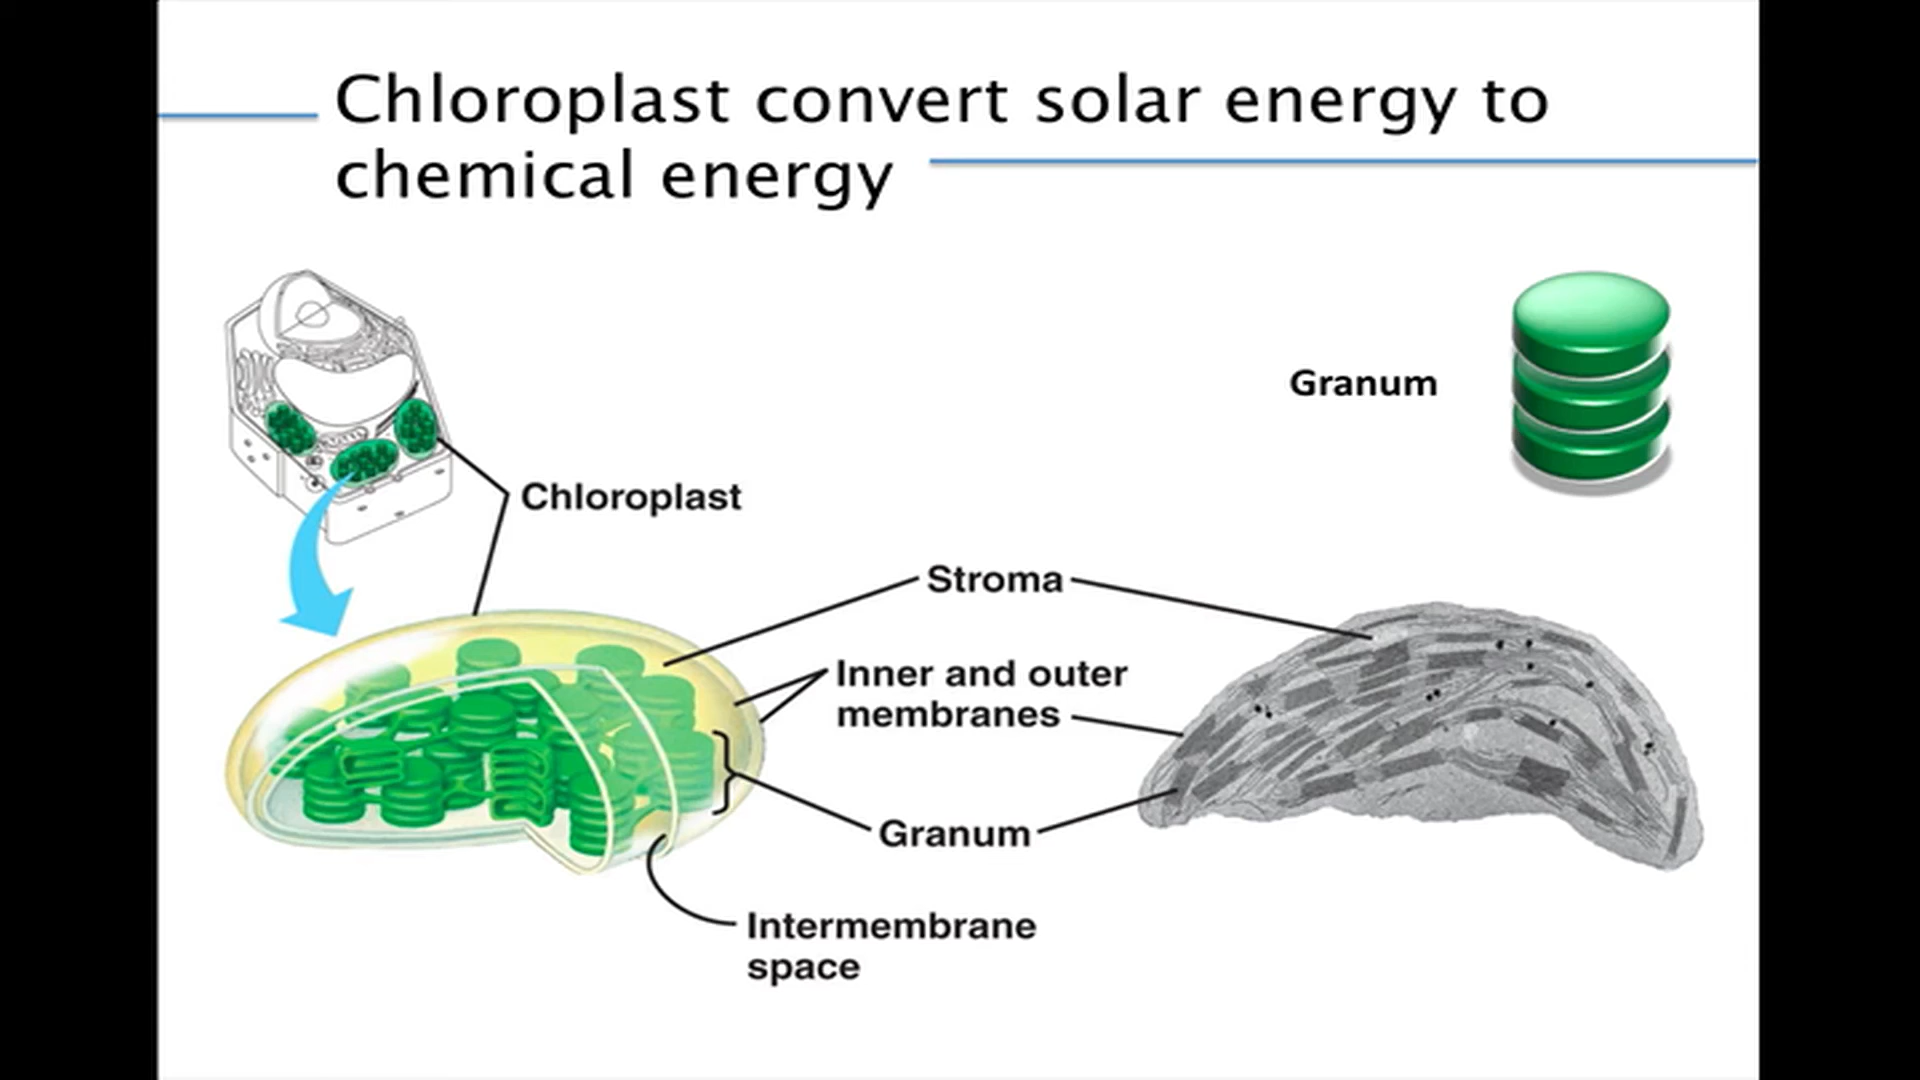 Chloroplast convert solar energy to
chemical energy
Granum
Chloroplast
Stroma
Inner and outer
membranes
Granum
Intermembrane
space